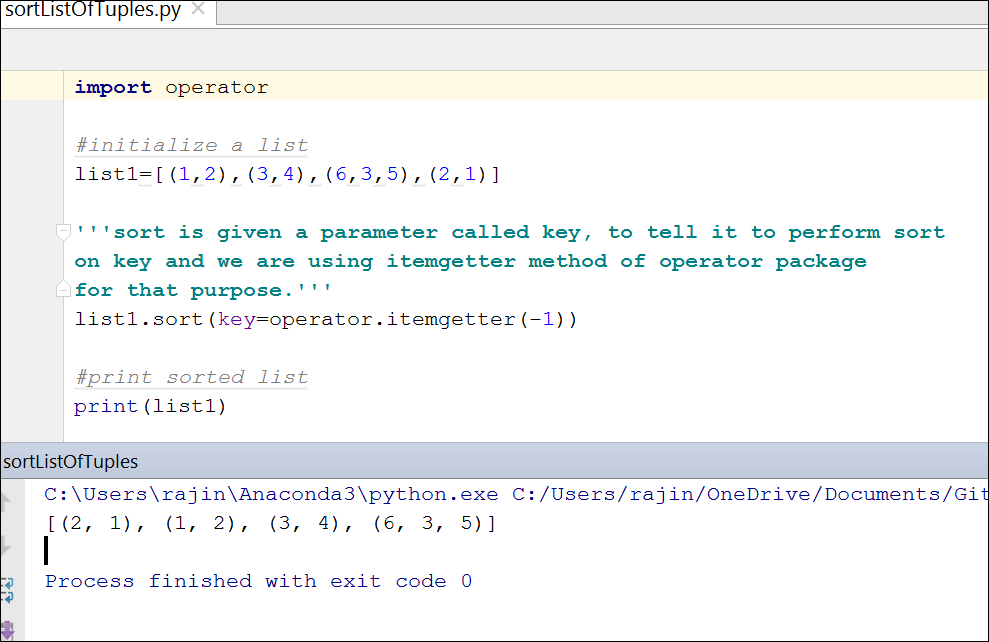 sortListOfTuples.py
import operator
#initialize a list
list1=[(1,2),(3,4),(6,3,5),(2,1)]
'''sort is given a parameter called key, to tell it to perform sort
on key and we are using itemgetter method of operator package
for that purpose.'''
list1.sort(key=operator.itemgetter(-1))
#print sorted list
print(list1)
sortListOfTuples
C:\Users\rajin\Anaconda3\python.exe C:/Users/rajin/OneDrive/Documents/Git
[(2, 1), (1, 2), (3, 4), (6, 3, 5)]
Process finished with exit code 0